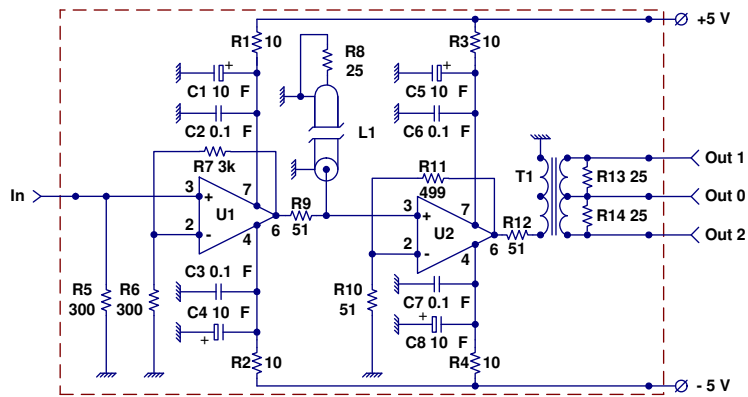 +5 V
R1 10
R3 10
R8
25
+
C1 10 F
+
C5 10 F
C2 0.1 F
C6 0.1 F
L1
R7 3k
R11
499
T1
Out 1
R13 25
In
3
+
7
U1
6
R9
51
3
+
7
U2
6
R12
51
Out 0
R14 25
2
-
4
2
-
4
Out 2
C3 0.1 F
C7 0.1 F
R5
300
R6
300
C4 10 F
+
R10
51
+
C8 10 F
R2 10
R4 10
- 5 V